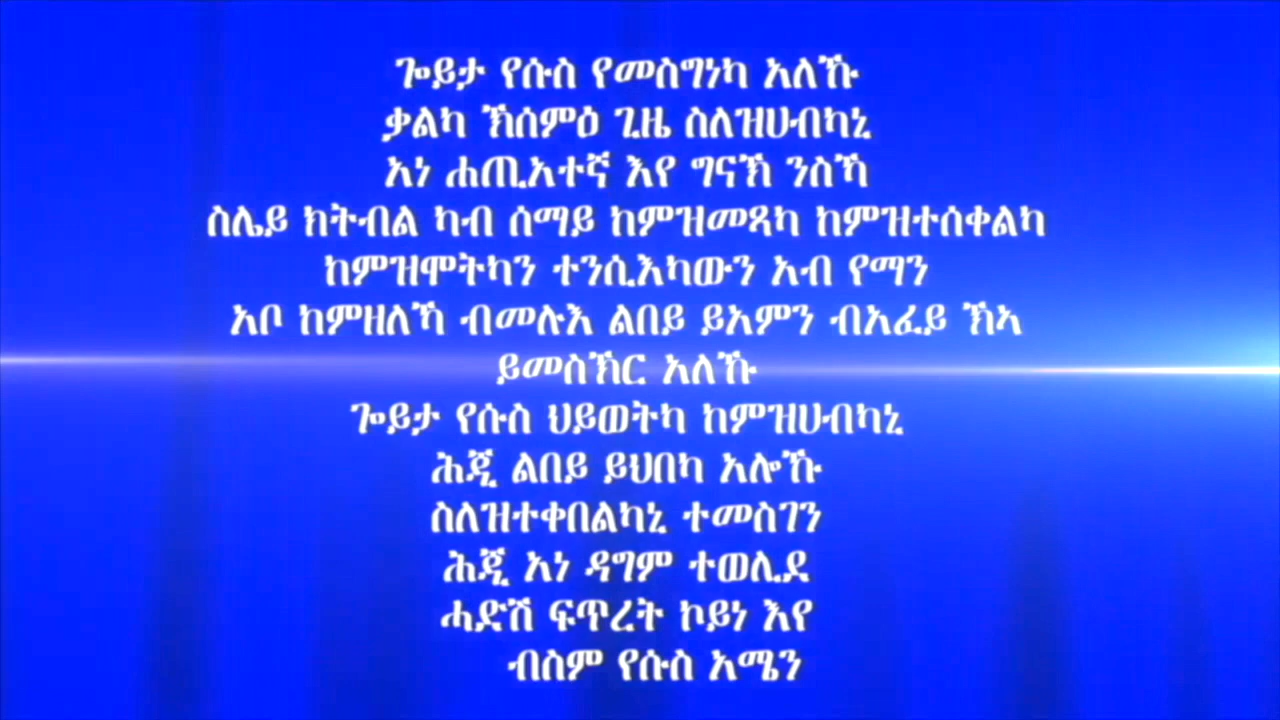 ጐይታ የሱስ የመስግነካ አለኹ
ቃልካ ኽሰምዕ ጊዜ ስለዝሀብካኒ
አነ ሐጢአተኛ እየ ግናኽ ንስኻ
ስሌይ ክትብል ካብ ሰማይ ከምዝመጻካ ከምዝተሰቀልካ
ከምዝሞትካን ተንሲእካውን አብ የማን
አቦ ከምዘለኻ ብመሉእ ልበይ ይአምን ብአፈይ ኽኣ
ይመስኽር አለኹ
ጐይታ የሱስ ህይወትካ ከምዝሀብካኒ
ሕጂ ልበይ ይህበካ አሎኹ
ስለዝተቀበልካኒ ተመስገን
ሕጂ አነ ዳግም ተወሊደ
ሓድሽ ፍጥረት ኮይነ እየ
ብስም የሱስ አሜን